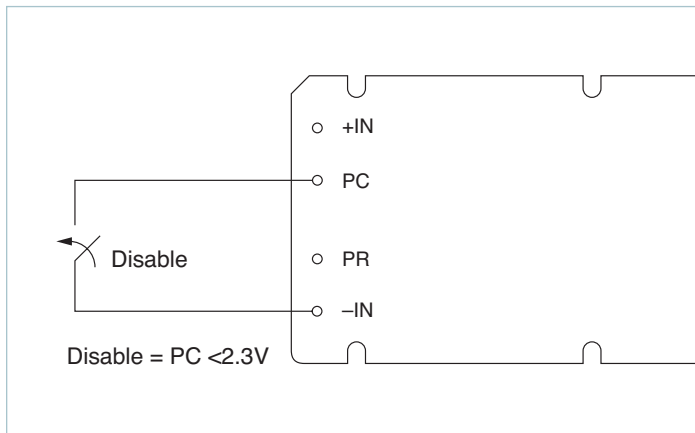 +IN
PC
Disable
PR
–IN
Disable = PC <2.3V